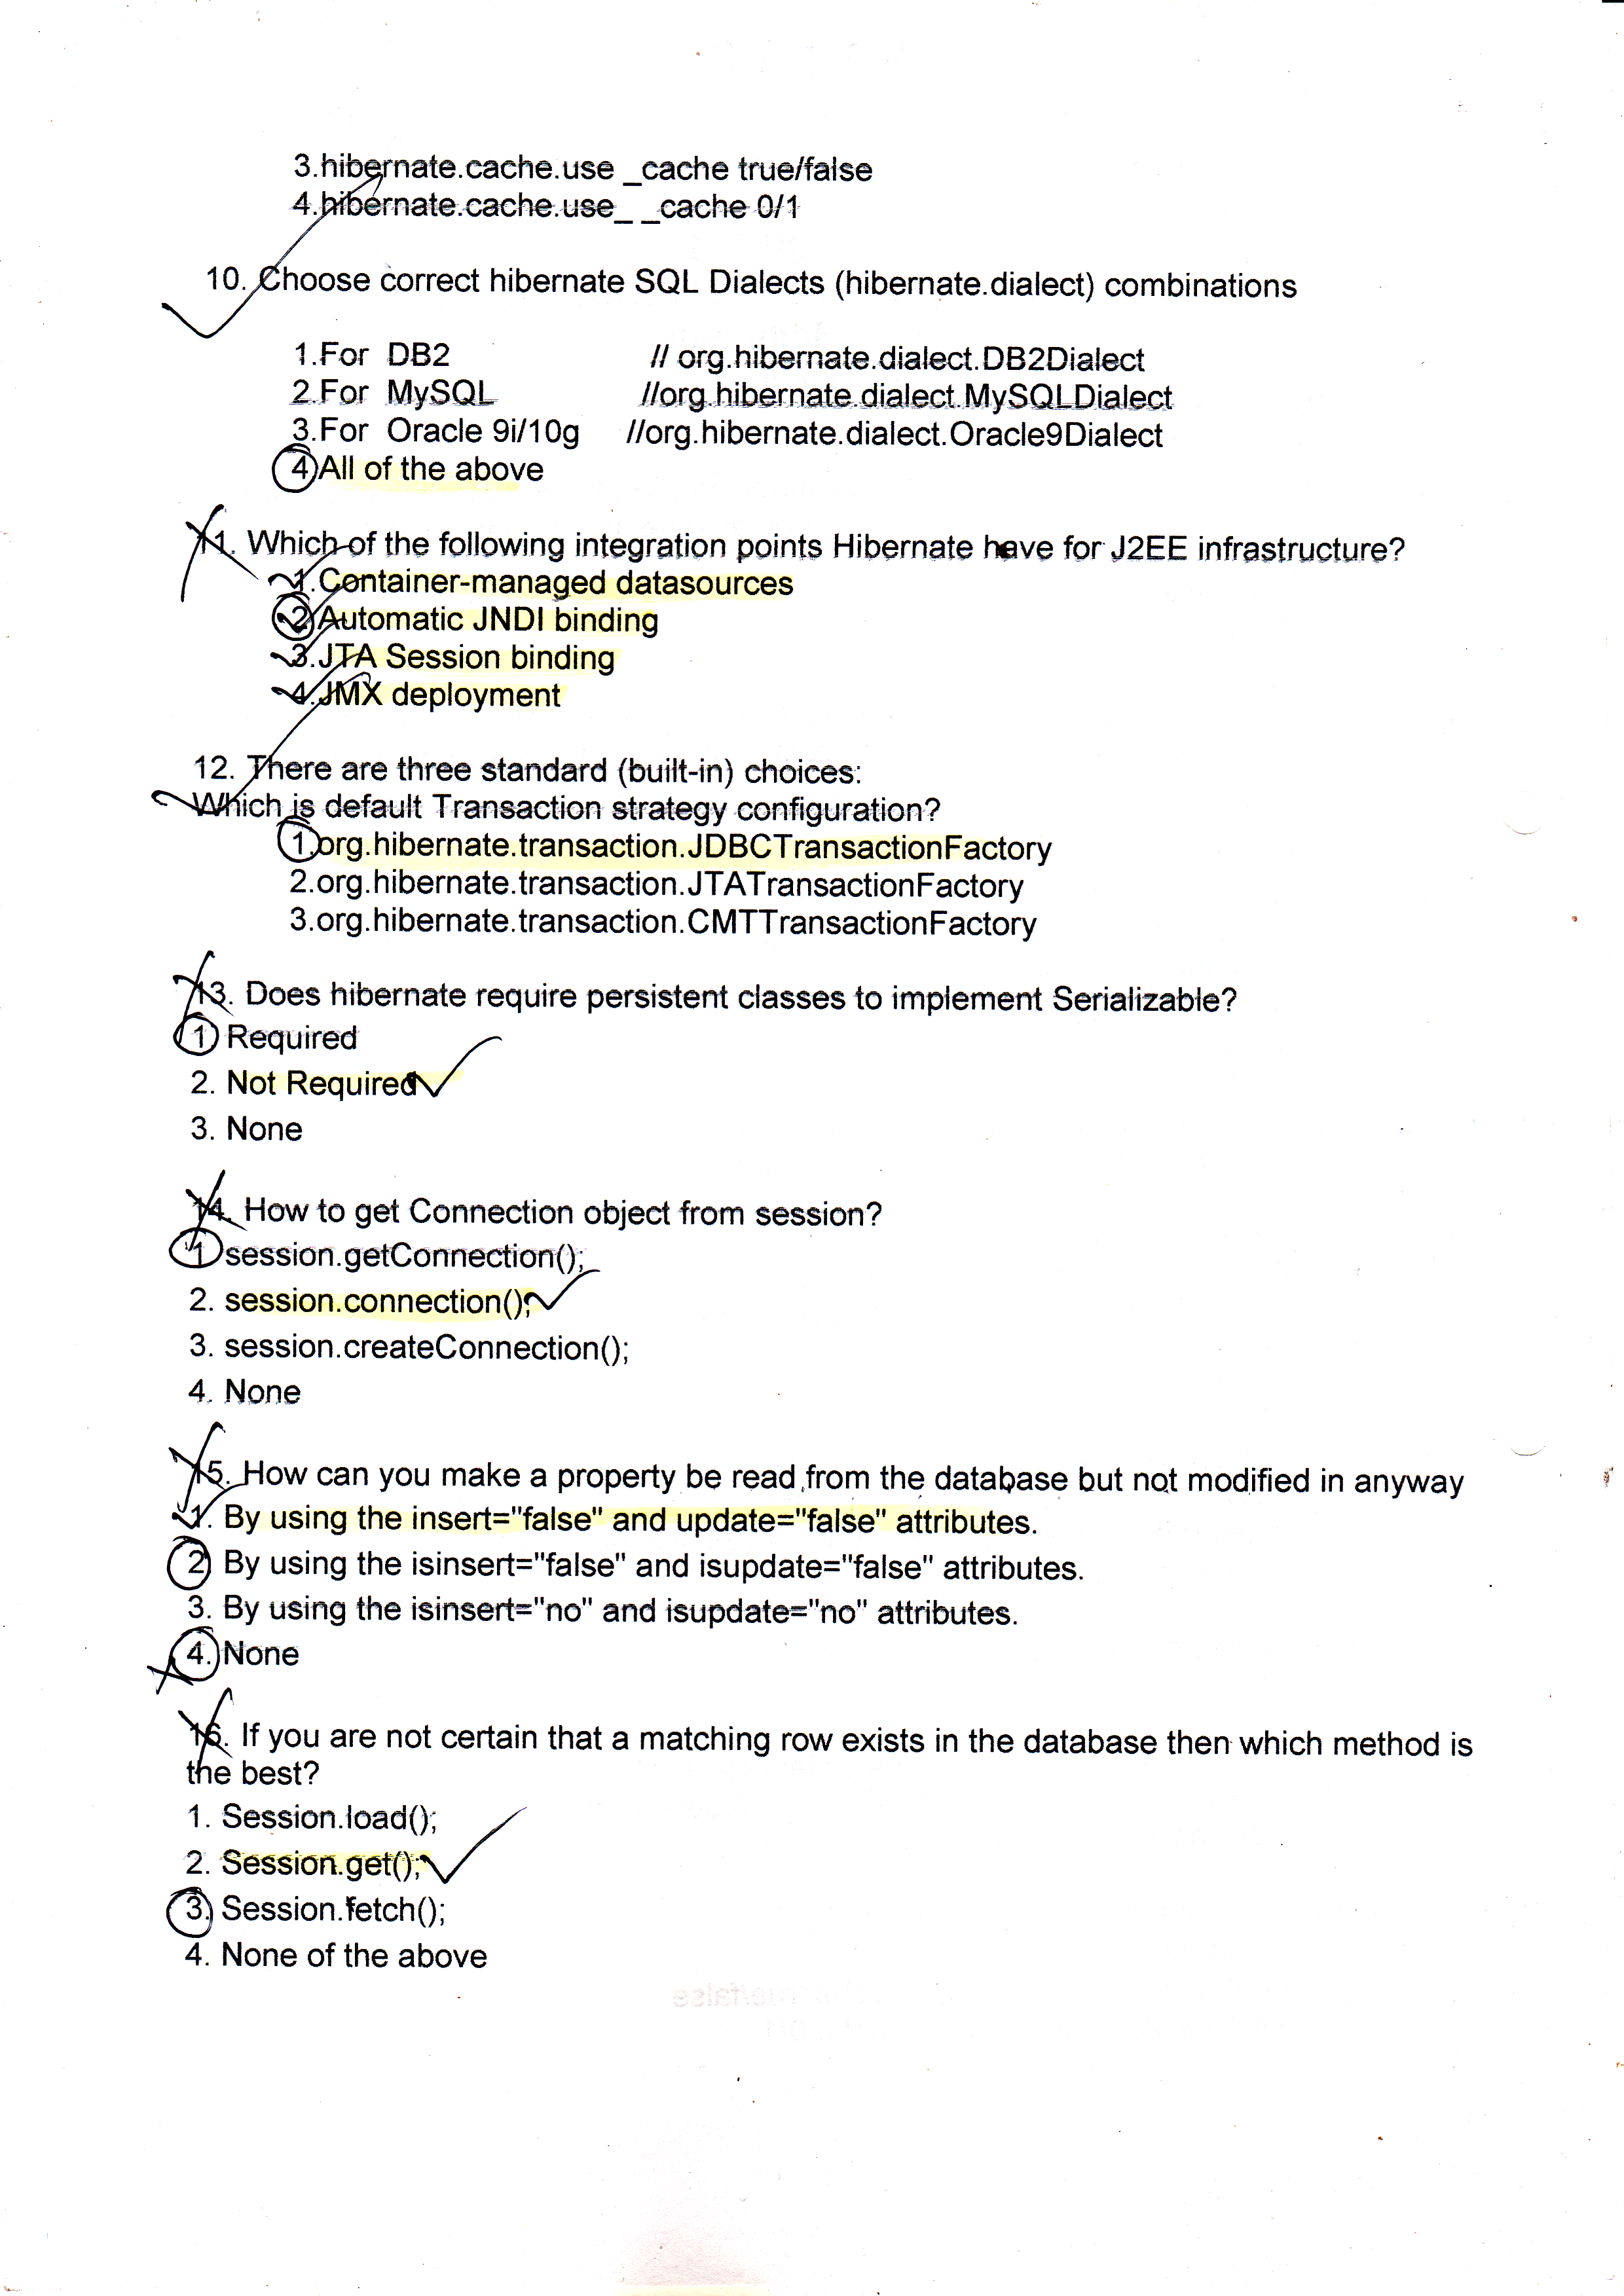 3.hibernate.cache.use _cache true/false
4.hibernate.cache.use_ _cache 0/1
10. Choose correct hibernate SQL Dialects (hibernate.dialect) combinations
1.For DB2 // org.hibernate.dialect.DB2Dialect
2.For MySQL //org.hibernate.dialect.MySQLDialect
3.For Oracle 9i/10g //org.hibernate.dialect.Oracle9Dialect
4 All of the above
11. Which of the following integration points Hibernate have for J2EE infrastructure?
1.Container-managed datasources
2 Automatic JNDI binding
3.JTA Session binding
4.JMX deployment
12. There are three standard (built-in) choices:
Which is default Transaction strategy configuration?
1.org.hibernate.transaction.JDBCTransactionFactory
2.org.hibernate.transaction.JTATransactionFactory
3.org.hibernate.transaction.CMTTransactionFactory
13. Does hibernate require persistent classes to implement Serializable?
1 Required
2. Not Required
3. None
14. How to get Connection object from session?
1 session.getConnection();
2. session.connection();
3. session.createConnection();
4. None
15. How can you make a property be read from the database but not modified in anyway
1. By using the insert="false" and update="false" attributes.
2 By using the isinsert="false" and isupdate="false" attributes.
3. By using the isinsert="no" and isupdate="no" attributes.
4. None
16. If you are not certain that a matching row exists in the database then which method is
the best?
1. Session.load();
2. Session.get();
3. Session.fetch();
4. None of the above